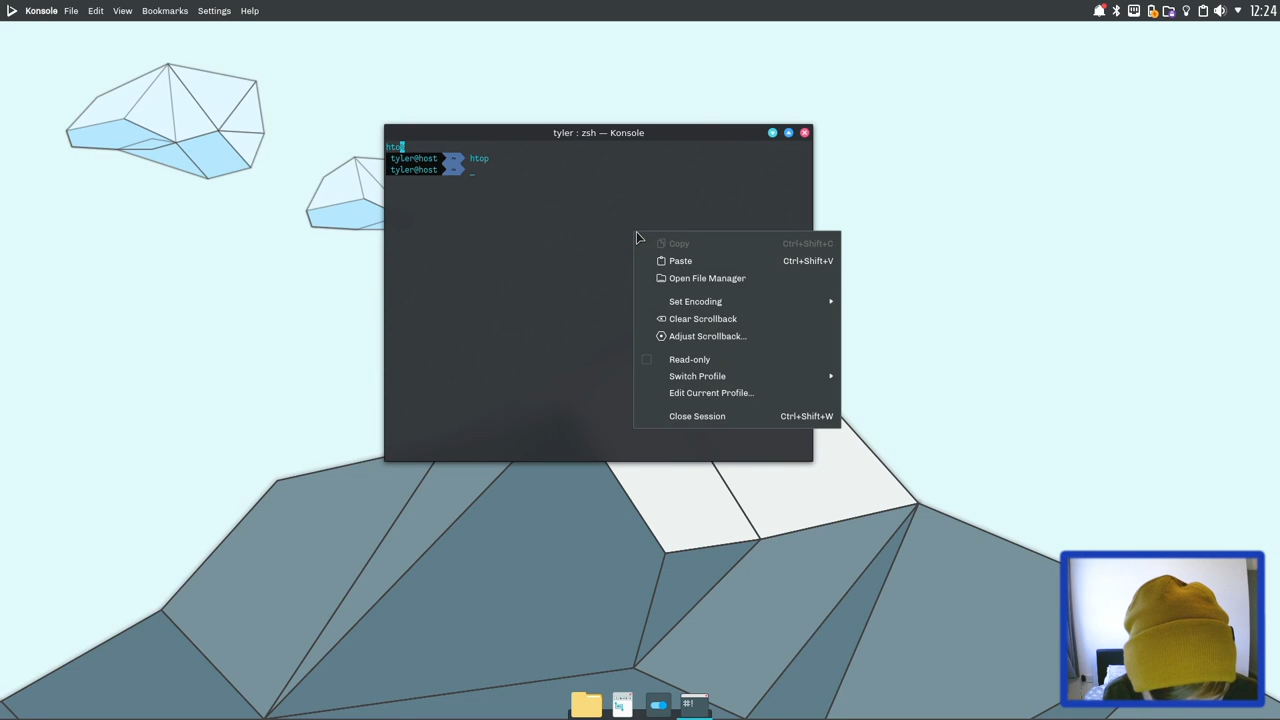 Konsole File Edit View Bookmarks Settings Help 12:24
tyler : zsh — Konsole
htop
tyler@host ~ htop
tyler@host ~ _
Copy Ctrl+Shift+C
Paste Ctrl+Shift+V
Open File Manager
Set Encoding
Clear Scrollback
Adjust Scrollback...
Read-only
Switch Profile
Edit Current Profile...
Close Session Ctrl+Shift+W
#!